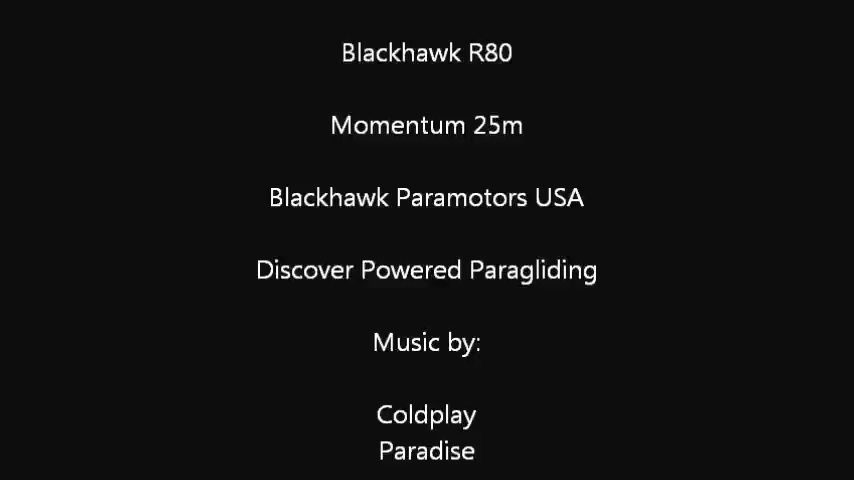 Blackhawk R80
Momentum 25m
Blackhawk Paramotors USA
Discover Powered Paragliding
Music by:
Coldplay
Paradise